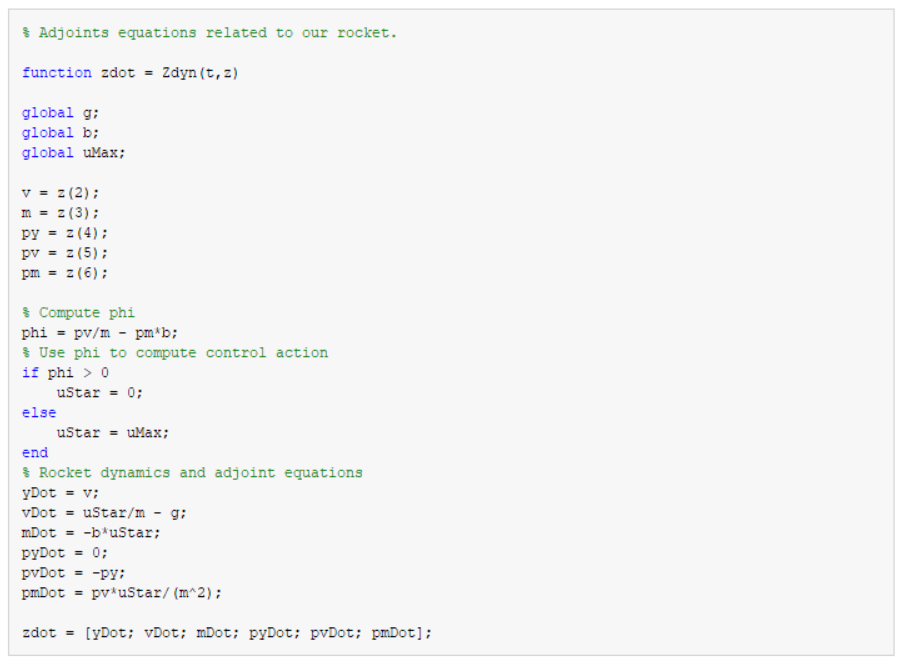 % Adjoints equations related to our rocket.
function zdot = Zdyn(t,z)
global g;
global b;
global uMax;
v = z(2);
m = z(3);
py = z(4);
pv = z(5);
pm = z(6);
% Compute phi
phi = pv/m - pm*b;
% Use phi to compute control action
if phi > 0
    uStar = 0;
else
    uStar = uMax;
end
% Rocket dynamics and adjoint equations
yDot = v;
vDot = uStar/m - g;
mDot = -b*uStar;
pyDot = 0;
pvDot = -py;
pmDot = pv*uStar/(m^2);
zdot = [yDot; vDot; mDot; pyDot; pvDot; pmDot];